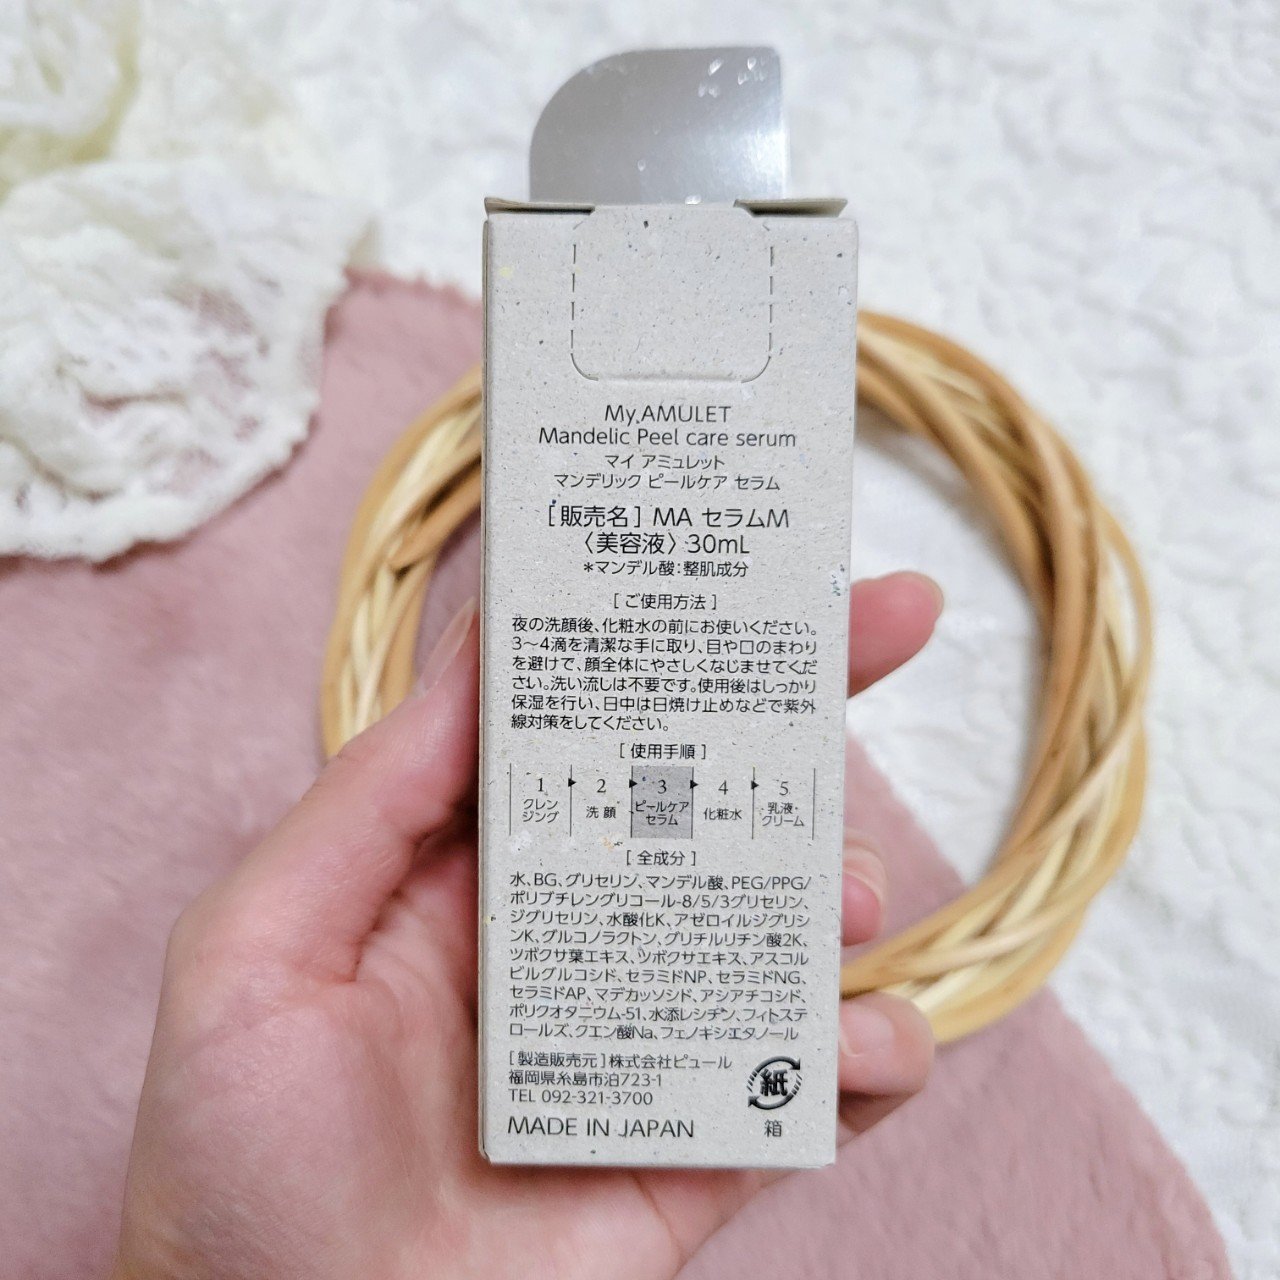 My AMULET
Mandelic Peel care serum
マイ アミュレット
マンデリック ピールケア セラム
[販売名] MA セラムM
〈美容液〉30mL
*マンデル酸:整肌成分
[ご使用方法]
夜の洗顔後、化粧水の前にお使いください。
3〜4滴を清潔な手に取り、目や口のまわり
を避けて、顔全体にやさしくなじませてくだ
さい。洗い流しは不要です。使用後はしっかり
保湿を行い、日中は日焼け止めなどで紫外
線対策をしてください。
[使用手順]
1 2 3 4 5
クレン
ジング 洗顔 ピールケア
セラム 化粧水 乳液・
クリーム
[全成分]
水、BG、グリセリン、マンデル酸、PEG/PPG/
ポリブチレングリコール-8/5/3グリセリン、
ジグリセリン、水酸化K、アゼロイルジグリシ
ンK、グルコノラクトン、グリチルリチン酸2K、
ツボクサ葉エキス、ツボクサエキス、アスコル
ビルグルコシド、セラミドNP、セラミドNG、
セラミドAP、マデカッソシド、アシアチコシド、
ポリクオタニウム-51、水添レシチン、フィトステ
ロールズ、クエン酸Na、フェノキシエタノール
[製造販売元]株式会社ピュール
福岡県糸島市泊723-1
TEL 092-321-3700
MADE IN JAPAN
紙
箱